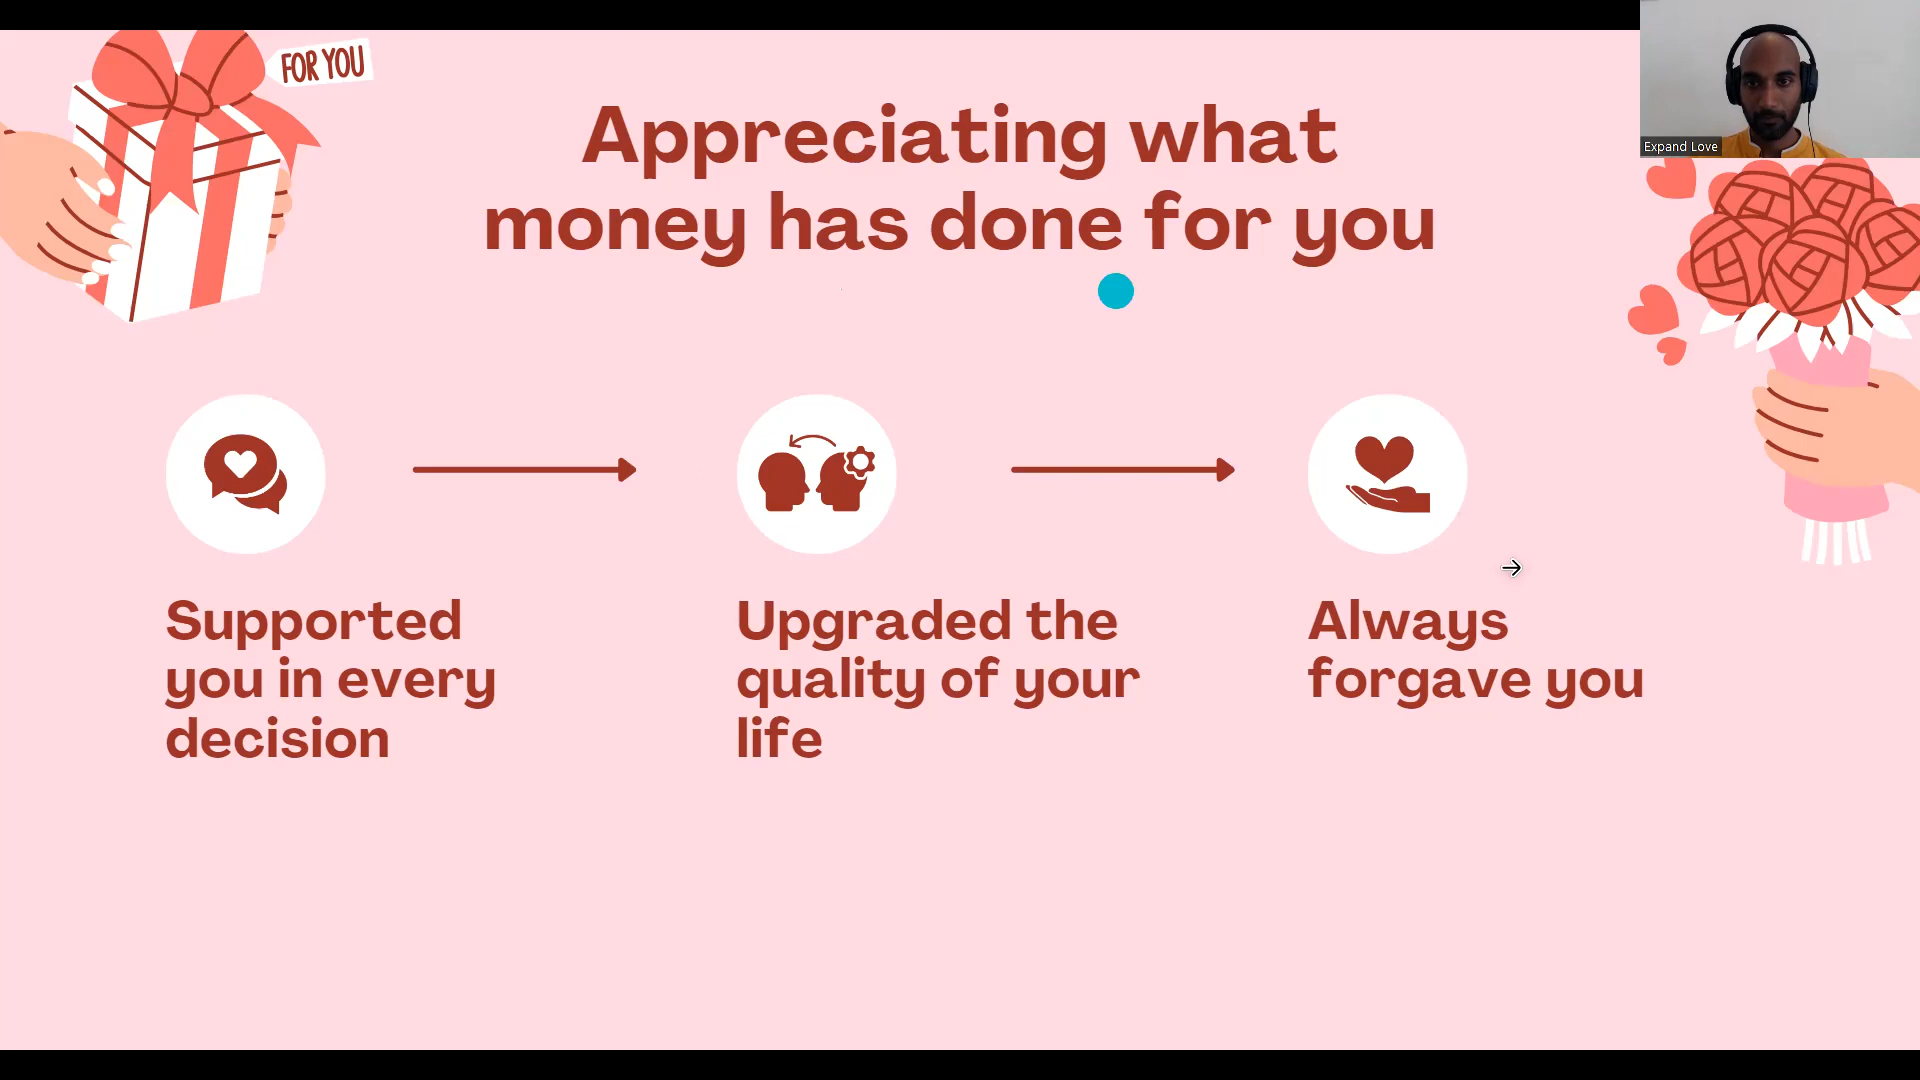 FOR YOU
Expand Love
Appreciating what
money has done for you
Supported
you in every
decision
Upgraded the
quality of your
life
Always
forgave you